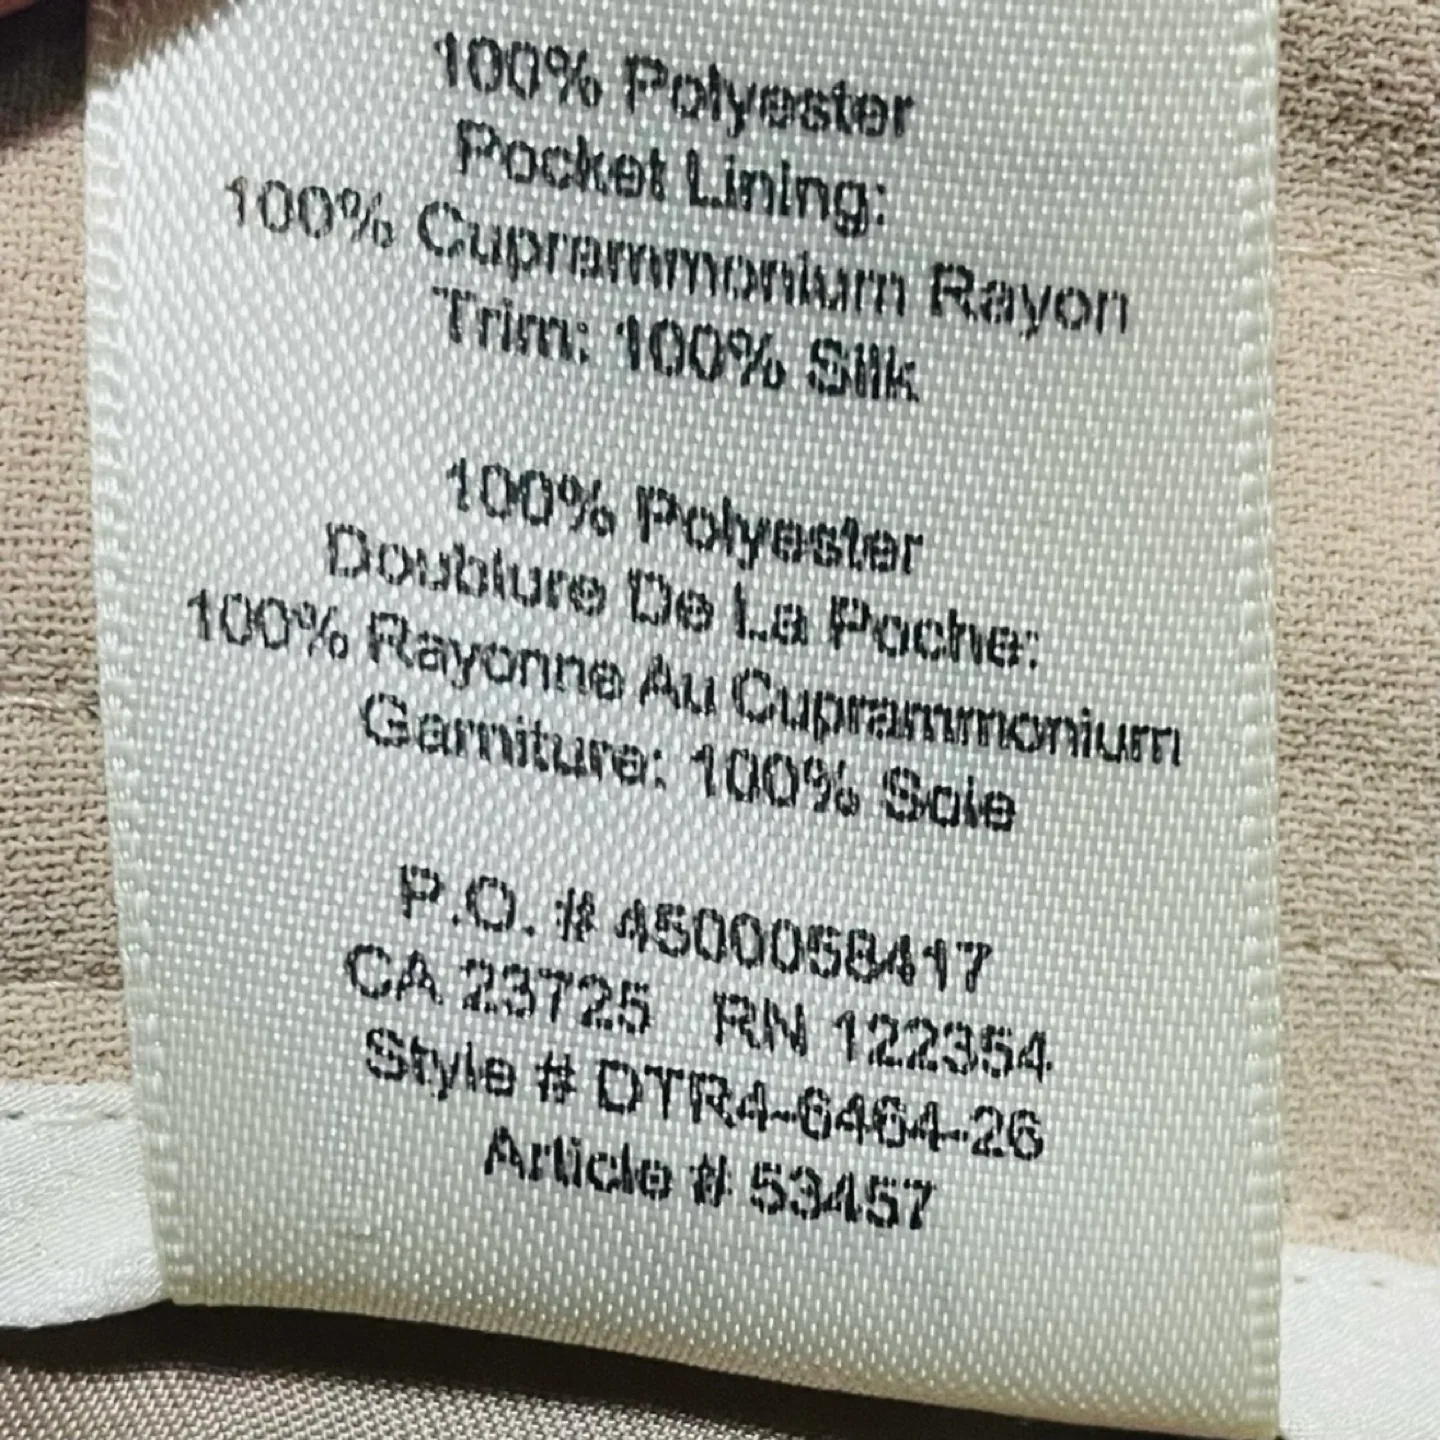 100% Polyester
Pocket Lining:
100% Cuprammonium Rayon
Trim: 100% Silk
100% Polyester
Doublure De La Poche:
100% Rayonne Au Cuprammonium
Garniture: 100% Soie
P.O. # 4500058417
CA 23725 RN 122354
Style # DTR4-6464-26
Article # 53457